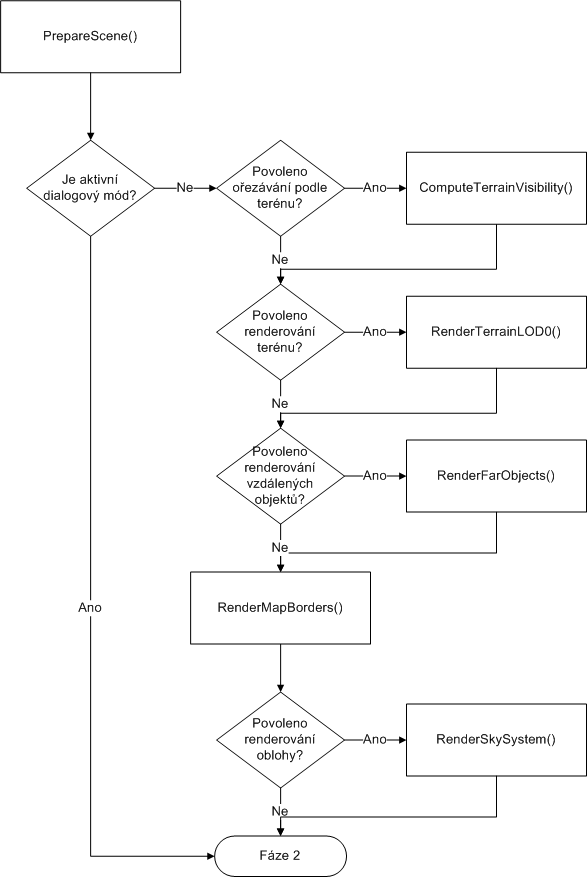 PrepareScene()
Je aktivní
dialogový mód?
Ne
Povoleno
ořezávání podle
terénu?
Ano
ComputeTerrainVisibility()
Ne
Povoleno
renderování
terénu?
Ano
RenderTerrainLOD0()
Ne
Povoleno
renderování
vzdálených
objektů?
Ano
RenderFarObjects()
Ne
RenderMapBorders()
Ano
Povoleno
renderování
oblohy?
Ano
RenderSkySystem()
Ne
Fáze 2